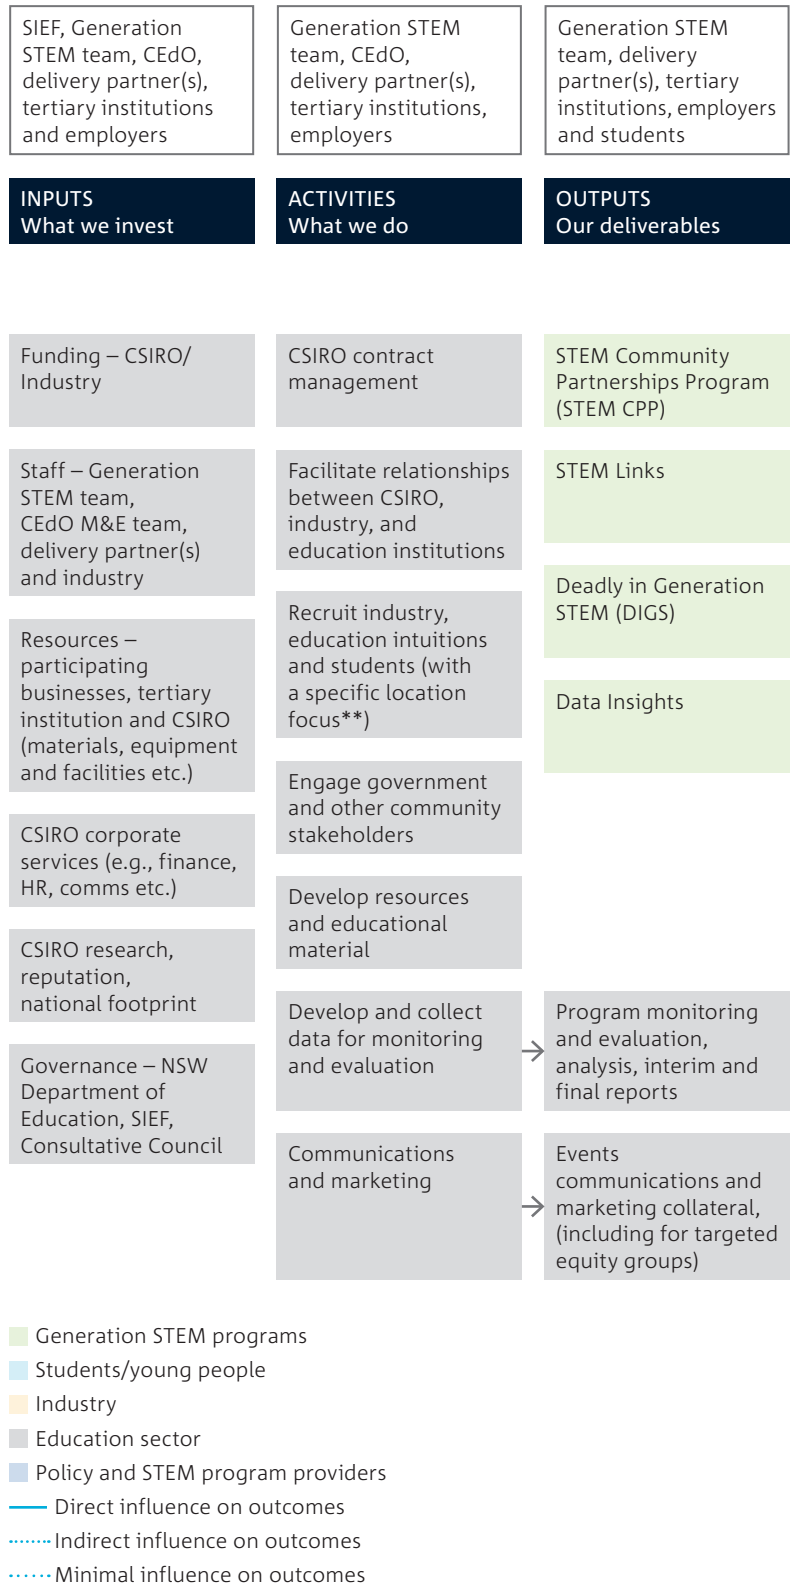 SIEF, Generation
STEM team, CEdO,
delivery partner(s),
tertiary institutions
and employers
Generation STEM
team, CEdO,
delivery partner(s),
tertiary institutions,
employers
Generation STEM
team, delivery
partner(s), tertiary
institutions, employers
and students
INPUTS
What we invest
ACTIVITIES
What we do
OUTPUTS
Our deliverables
Funding – CSIRO/
Industry
Staff – Generation
STEM team,
CEdO M&E team,
delivery partner(s)
and industry
Resources –
participating
businesses, tertiary
institution and CSIRO
(materials, equipment
and facilities etc.)
CSIRO corporate
services (e.g., finance,
HR, comms etc.)
CSIRO research,
reputation,
national footprint
Governance – NSW
Department of
Education, SIEF,
Consultative Council
CSIRO contract
management
Facilitate relationships
between CSIRO,
industry, and
education institutions
Recruit industry,
education intuitions
and students (with
a specific location
focus**)
Engage government
and other community
stakeholders
Develop resources
and educational
material
Develop and collect
data for monitoring
and evaluation
Communications
and marketing
STEM Community
Partnerships Program
(STEM CPP)
STEM Links
Deadly in Generation
STEM (DIGS)
Data Insights
Program monitoring
and evaluation,
analysis, interim and
final reports
Events
communications and
marketing collateral,
(including for targeted
equity groups)
Generation STEM programs
Students/young people
Industry
Education sector
Policy and STEM program providers
Direct influence on outcomes
Indirect influence on outcomes
Minimal influence on outcomes